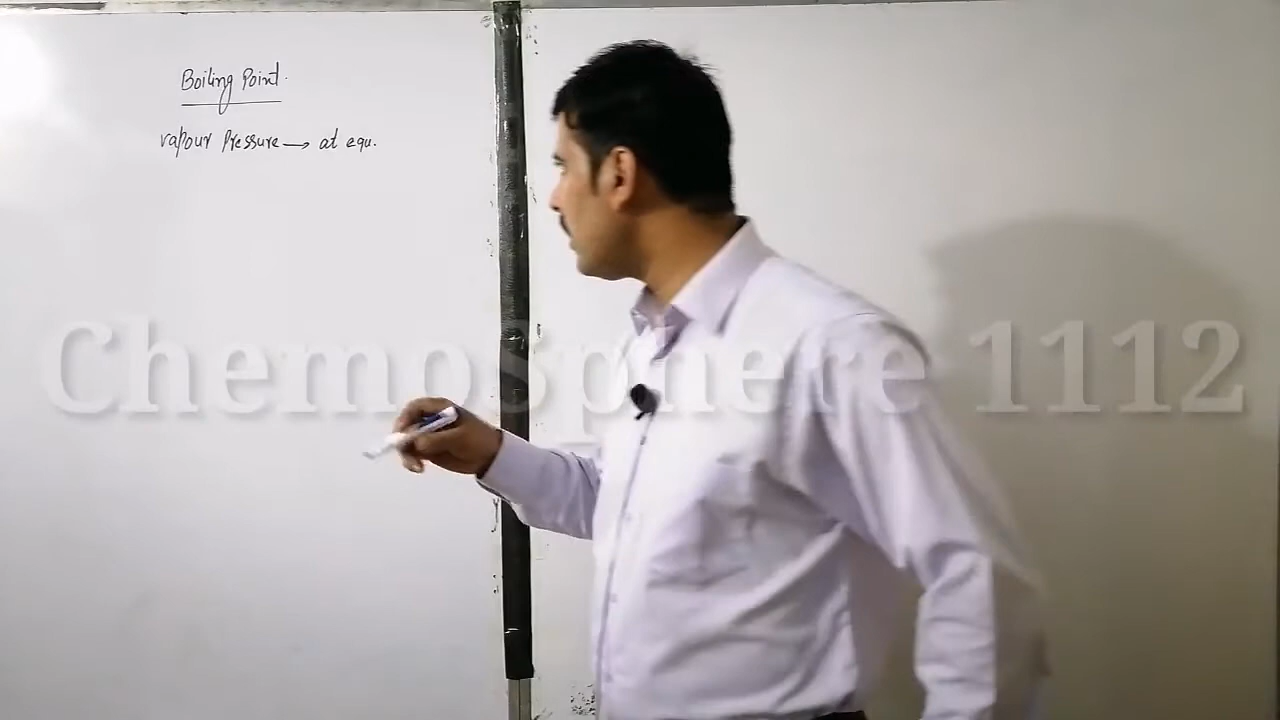 Boiling Point.
vapour Pressure → at equ.
ChemoSphere 1112